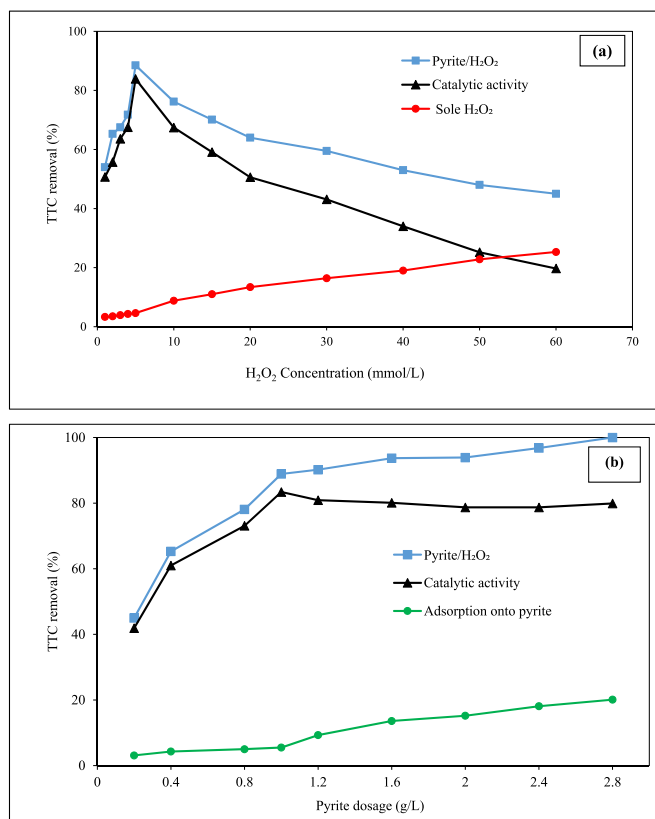 100
(a)
Pyrite/H₂O₂
80
Catalytic activity
Sole H₂O₂
60
TTC removal (%)
40
20
0
0 10 20 30 40 50 60 70
H₂O₂ Concentration (mmol/L)
100
(b)
80
Pyrite/H₂O₂
60
Catalytic activity
TTC removal (%)
Adsorption onto pyrite
40
20
0
0 0.4 0.8 1.2 1.6 2 2.4 2.8
Pyrite dosage (g/L)